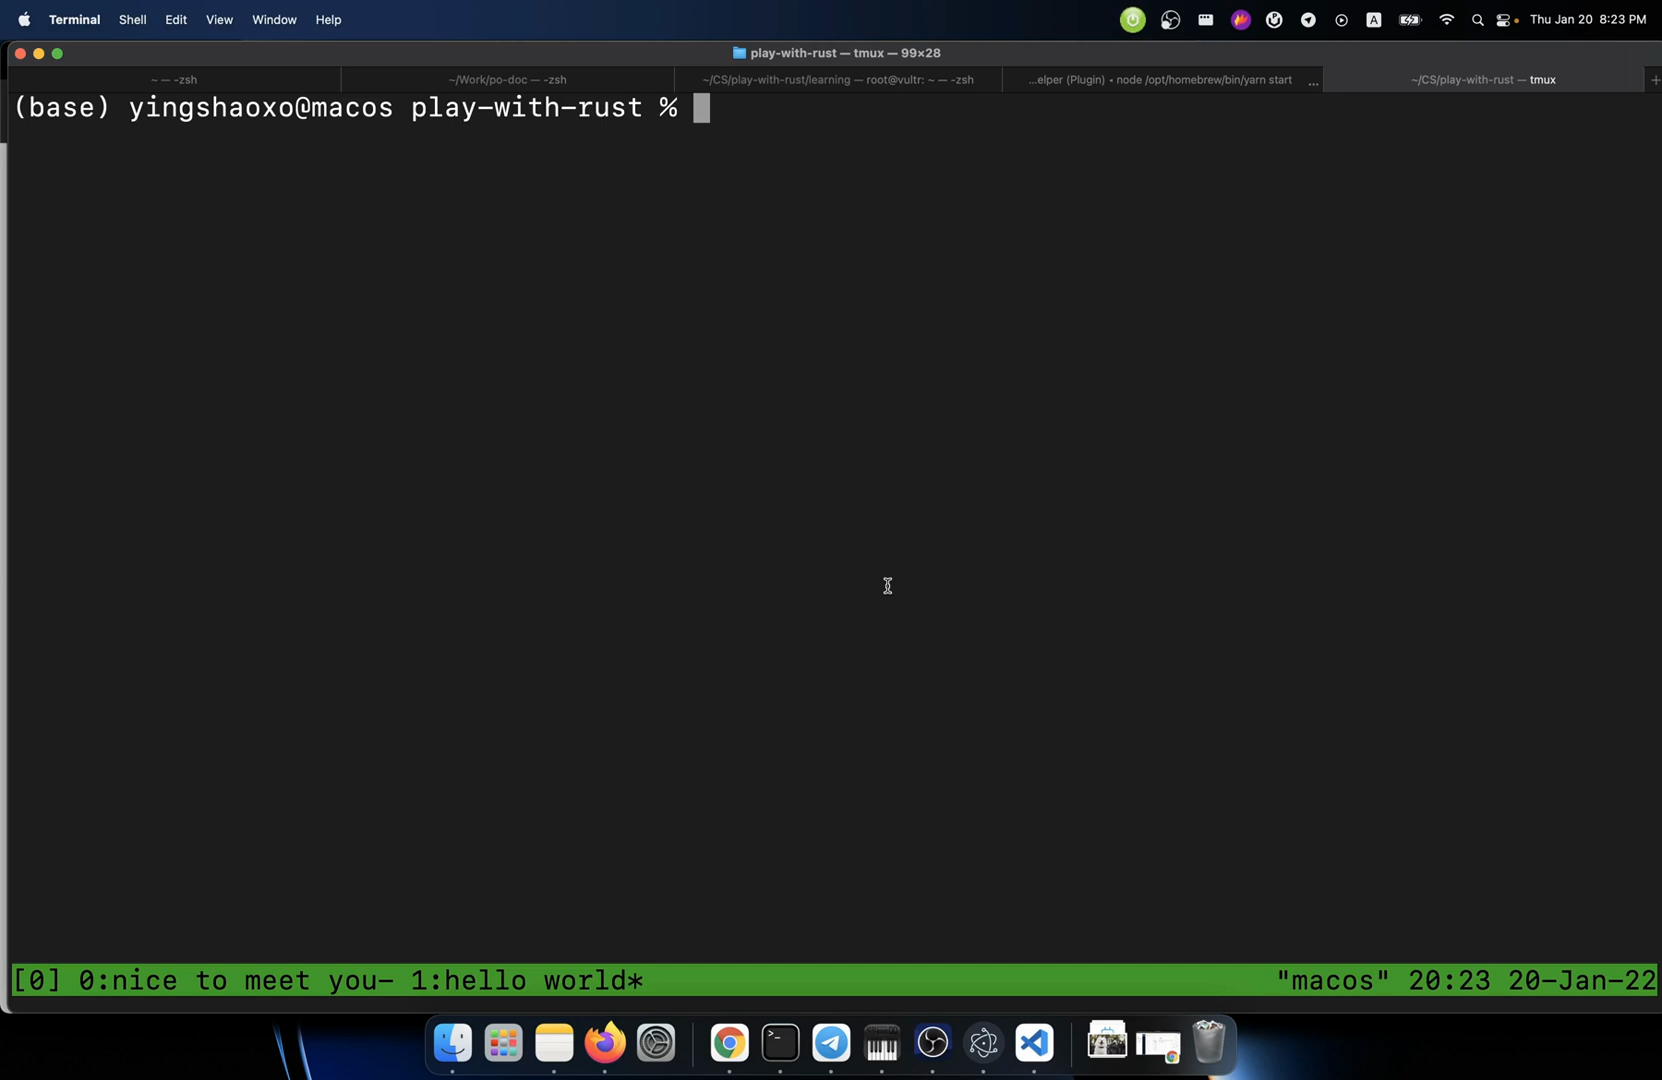 Terminal Shell Edit View Window Help A Thu Jan 20 8:23 PM
play-with-rust — tmux — 99×28
~ — -zsh ~/Work/po-doc — -zsh ~/CS/play-with-rust/learning — root@vultr: ~ — -zsh ...elper (Plugin) • node /opt/homebrew/bin/yarn start ... ~/CS/play-with-rust — tmux +
(base) yingshaoxo@macos play-with-rust %
[0] 0:nice to meet you- 1:hello world* "macos" 20:23 20-Jan-22